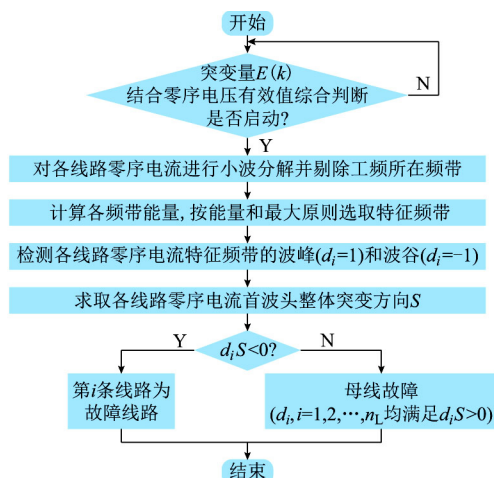 开始
突变量E(k)
结合零序电压有效值综合判断
是否启动?
N
Y
对各线路零序电流进行小波分解并剔除工频所在频带
计算各频带能量,按能量和最大原则选取特征频带
检测各线路零序电流特征频带的波峰(dᵢ=1)和波谷(dᵢ=−1)
求取各线路零序电流首波头整体突变方向S
Y
dᵢS<0?
N
第i条线路为
故障线路
母线故障
(dᵢ,i=1,2,⋯,n_L均满足dᵢS>0)
结束